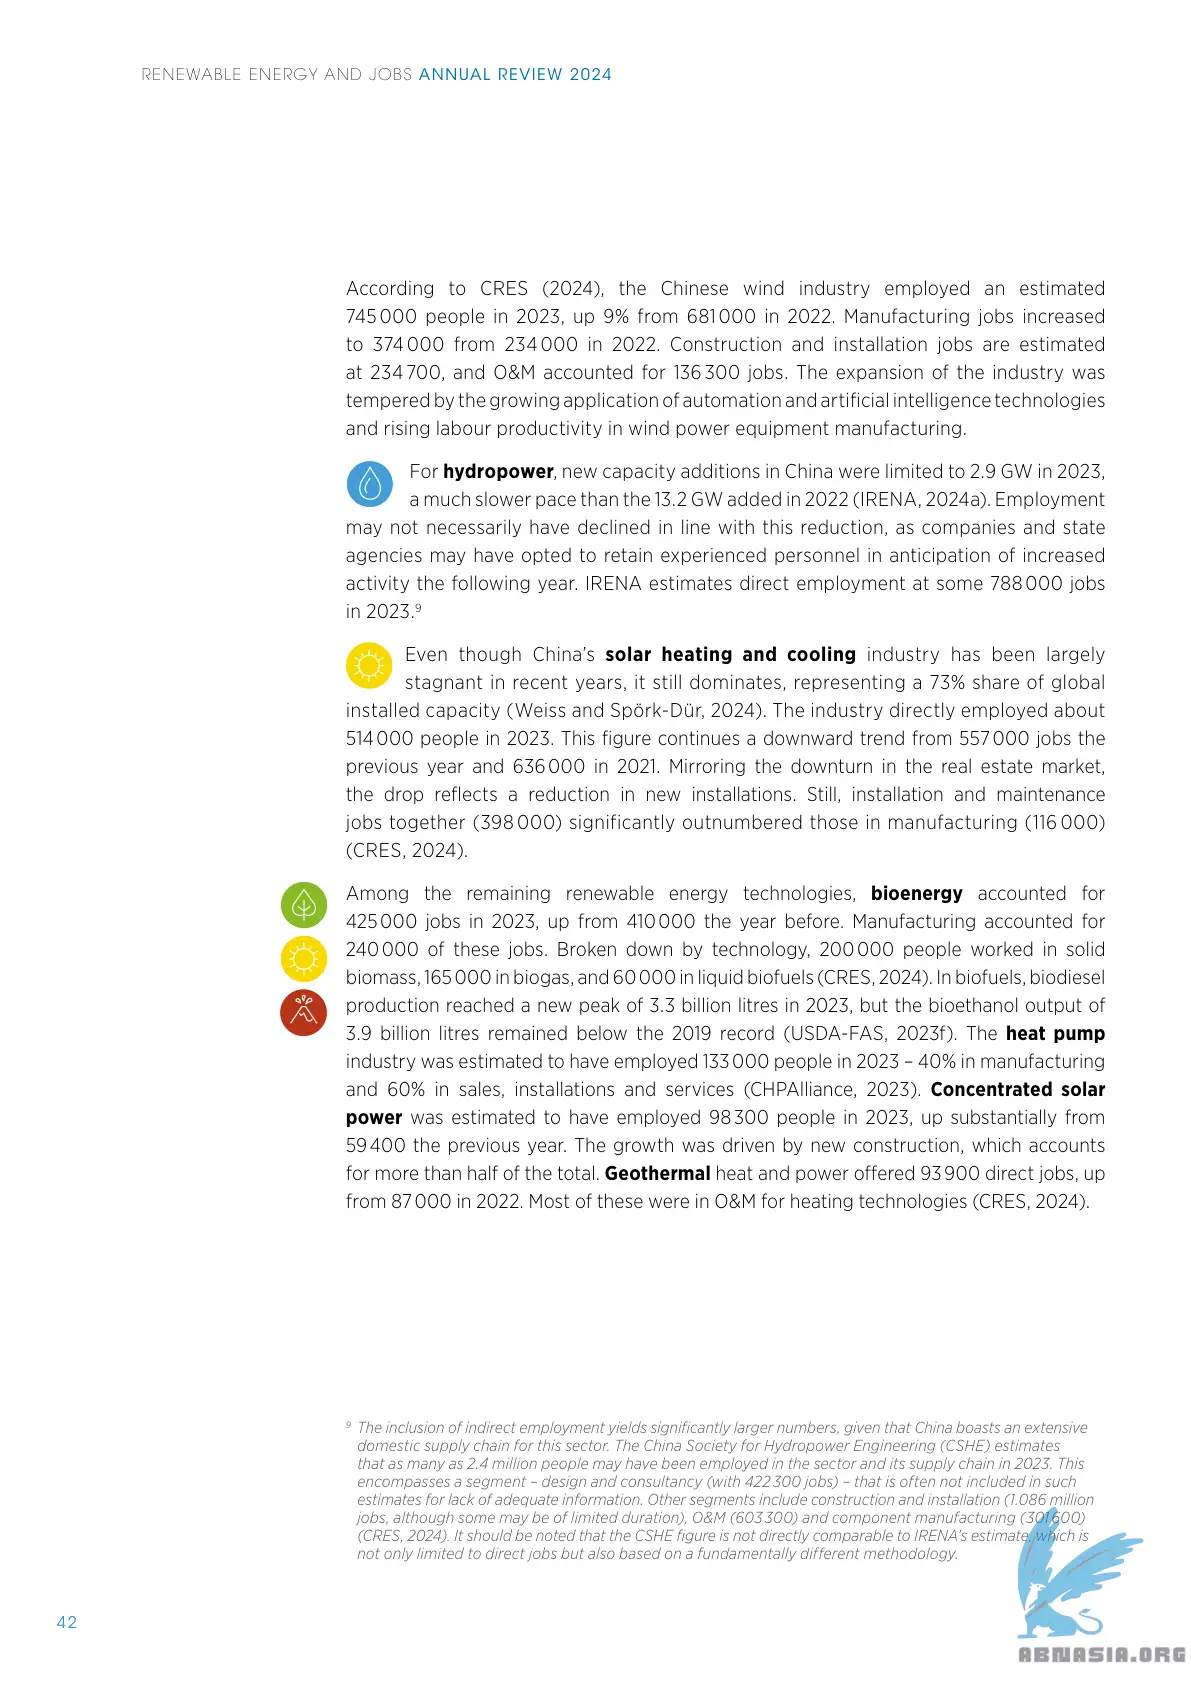 RENEWABLE ENERGY AND JOBS ANNUAL REVIEW 2024
According to CRES (2024), the Chinese wind industry employed an estimated
745 000 people in 2023, up 9% from 681 000 in 2022. Manufacturing jobs increased
to 374 000 from 234 000 in 2022. Construction and installation jobs are estimated
at 234 700, and O&M accounted for 136 300 jobs. The expansion of the industry was
tempered by the growing application of automation and artificial intelligence technologies
and rising labour productivity in wind power equipment manufacturing.
For hydropower, new capacity additions in China were limited to 2.9 GW in 2023,
a much slower pace than the 13.2 GW added in 2022 (IRENA, 2024a). Employment
may not necessarily have declined in line with this reduction, as companies and state
agencies may have opted to retain experienced personnel in anticipation of increased
activity the following year. IRENA estimates direct employment at some 788 000 jobs
in 2023.⁹
Even though China's solar heating and cooling industry has been largely
stagnant in recent years, it still dominates, representing a 73% share of global
installed capacity (Weiss and Spörk-Dür, 2024). The industry directly employed about
514 000 people in 2023. This figure continues a downward trend from 557 000 jobs the
previous year and 636 000 in 2021. Mirroring the downturn in the real estate market,
the drop reflects a reduction in new installations. Still, installation and maintenance
jobs together (398 000) significantly outnumbered those in manufacturing (116 000)
(CRES, 2024).
Among the remaining renewable energy technologies, bioenergy accounted for
425 000 jobs in 2023, up from 410 000 the year before. Manufacturing accounted for
240 000 of these jobs. Broken down by technology, 200 000 people worked in solid
biomass, 165 000 in biogas, and 60 000 in liquid biofuels (CRES, 2024). In biofuels, biodiesel
production reached a new peak of 3.3 billion litres in 2023, but the bioethanol output of
3.9 billion litres remained below the 2019 record (USDA-FAS, 2023f). The heat pump
industry was estimated to have employed 133 000 people in 2023 – 40% in manufacturing
and 60% in sales, installations and services (CHPAlliance, 2023). Concentrated solar
power was estimated to have employed 98 300 people in 2023, up substantially from
59 400 the previous year. The growth was driven by new construction, which accounts
for more than half of the total. Geothermal heat and power offered 93 900 direct jobs, up
from 87 000 in 2022. Most of these were in O&M for heating technologies (CRES, 2024).
⁹ The inclusion of indirect employment yields significantly larger numbers, given that China boasts an extensive
domestic supply chain for this sector. The China Society for Hydropower Engineering (CSHE) estimates
that as many as 2.4 million people may have been employed in the sector and its supply chain in 2023. This
encompasses a segment – design and consultancy (with 422 300 jobs) – that is often not included in such
estimates for lack of adequate information. Other segments include construction and installation (1.086 million
jobs, although some may be of limited duration), O&M (603 300) and component manufacturing (301 600)
(CRES, 2024). It should be noted that the CSHE figure is not directly comparable to IRENA's estimate, which is
not only limited to direct jobs but also based on a fundamentally different methodology.
42
ABNASIA.ORG